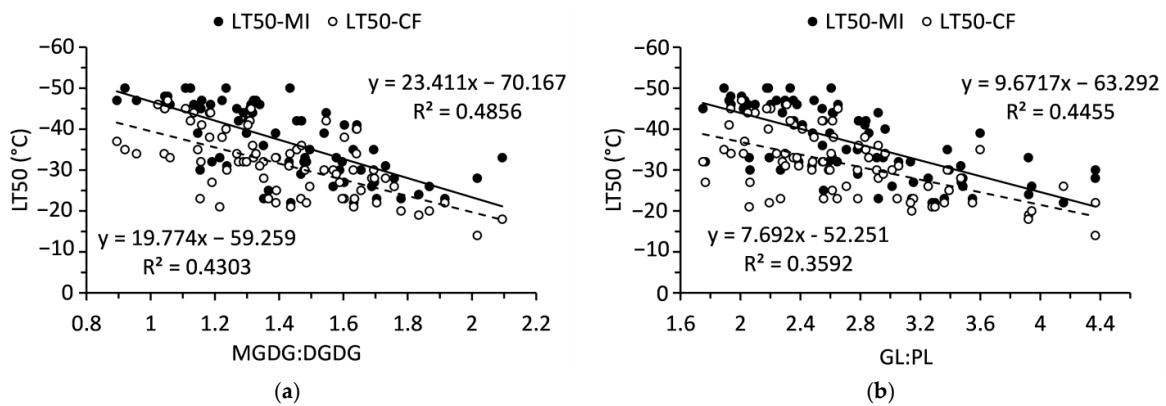 LT50-MI LT50-CF
−60
−50
−40
−30
−20
−10
0
LT50 (°C)
y = 23.411x − 70.167
R² = 0.4856
y = 19.774x − 59.259
R² = 0.4303
0.8 1 1.2 1.4 1.6 1.8 2 2.2
MGDG:DGDG
(a)
LT50-MI LT50-CF
−60
−50
−40
−30
−20
−10
0
LT50 (°C)
y = 9.6717x − 63.292
R² = 0.4455
y = 7.692x - 52.251
R² = 0.3592
1.6 2 2.4 2.8 3.2 3.6 4 4.4
GL:PL
(b)